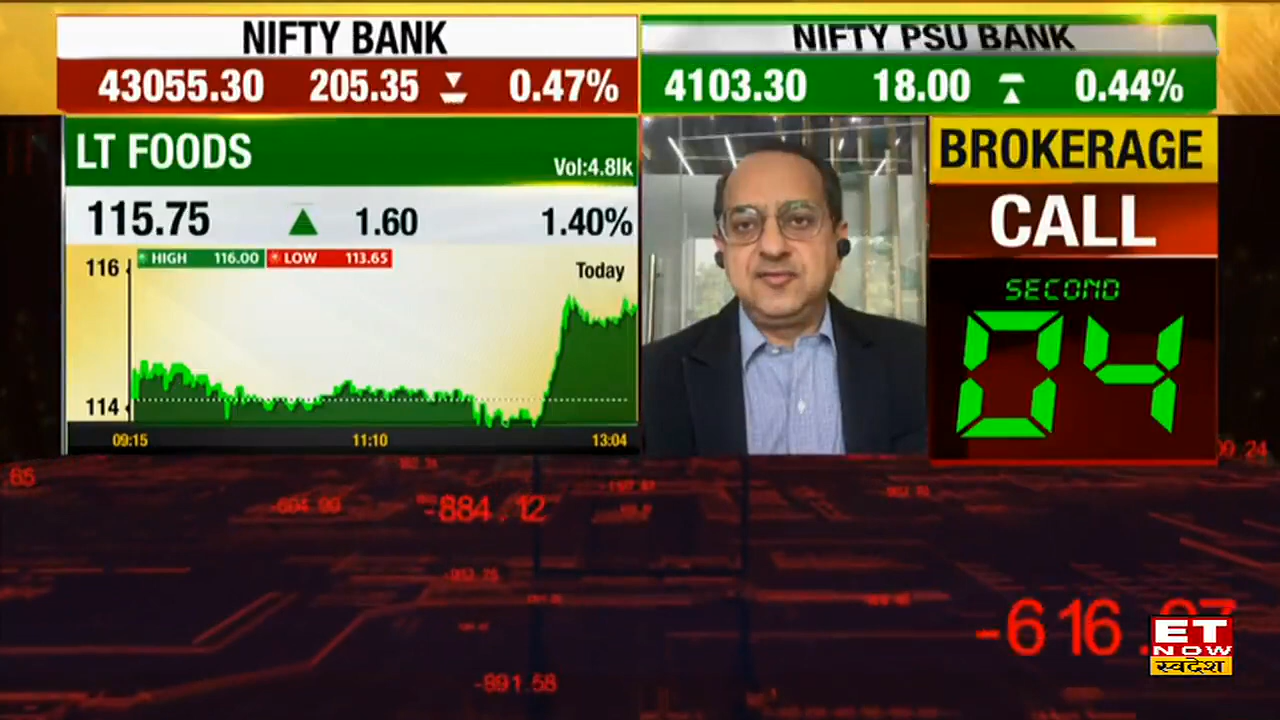 NIFTY BANK
43055.30 205.35 0.47%
NIFTY PSU BANK
4103.30 18.00 0.44%
LT FOODS
Vol:4.8lk
115.75 1.60 1.40%
HIGH 116.00 LOW 113.65
Today
116
114
09:15 11:10 13:04
BROKERAGE
CALL
SECOND
04
65
-884.12
-891.58
ET
NOW
स्वदेश